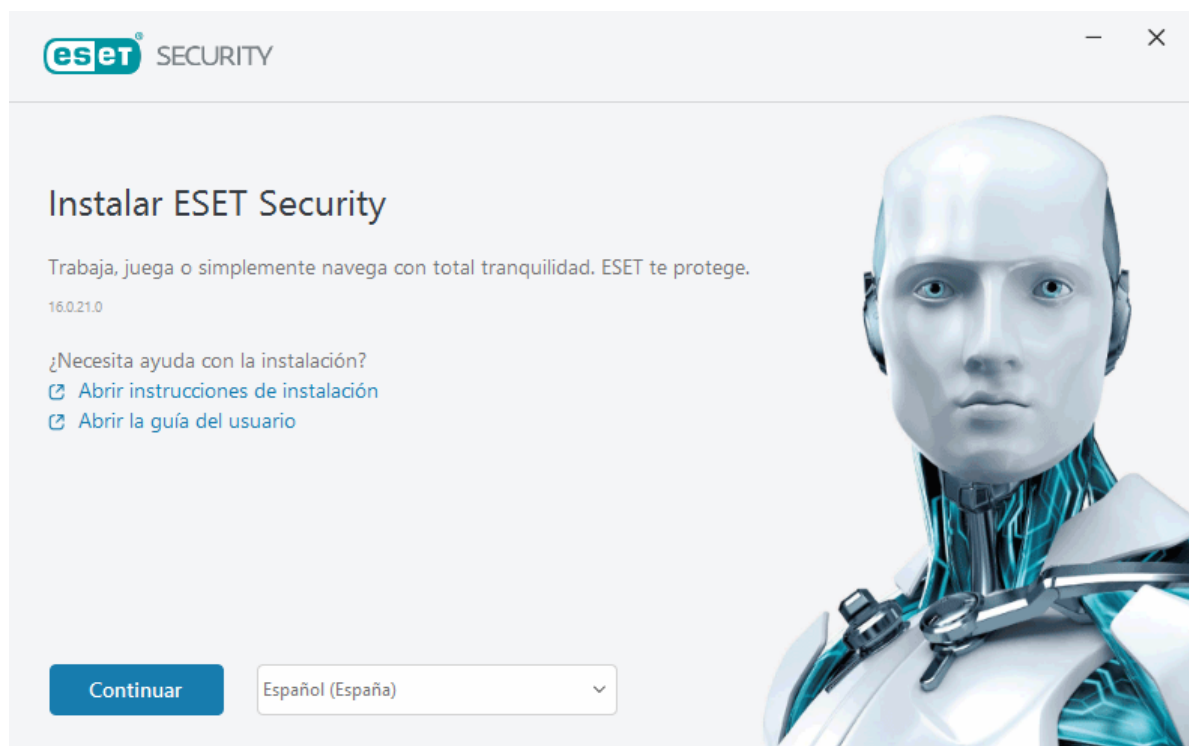 eset® SECURITY
Instalar ESET Security
Trabaja, juega o simplemente navega con total tranquilidad. ESET te protege.
16.0.21.0
¿Necesita ayuda con la instalación?
Abrir instrucciones de instalación
Abrir la guía del usuario
Continuar
Español (España)